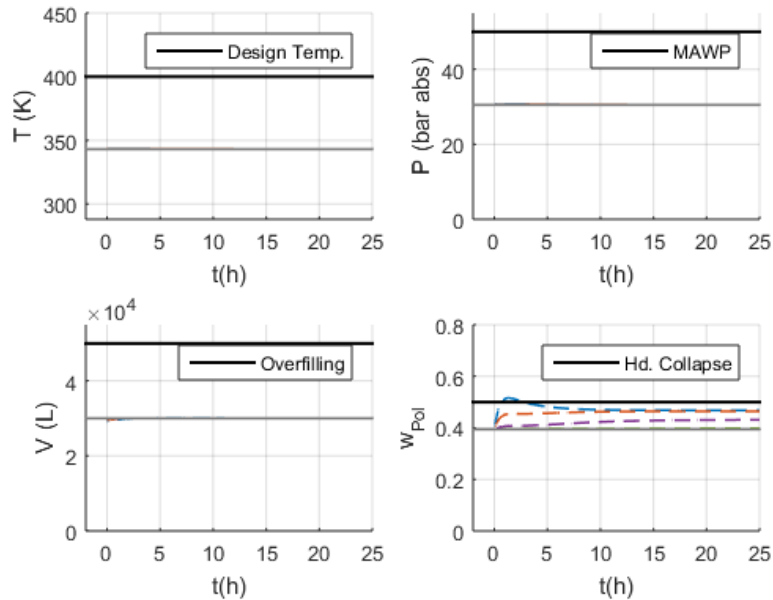 450
400
350
300
T (K)
Design Temp.
0 5 10 15 20 25
t(h)
40
20
0
P (bar abs)
MAWP
0 5 10 15 20 25
t(h)
×10⁴
4
2
0
V (L)
Overfilling
0 5 10 15 20 25
t(h)
0.8
0.6
0.4
0.2
0
w_Pol
Hd. Collapse
0 5 10 15 20 25
t(h)